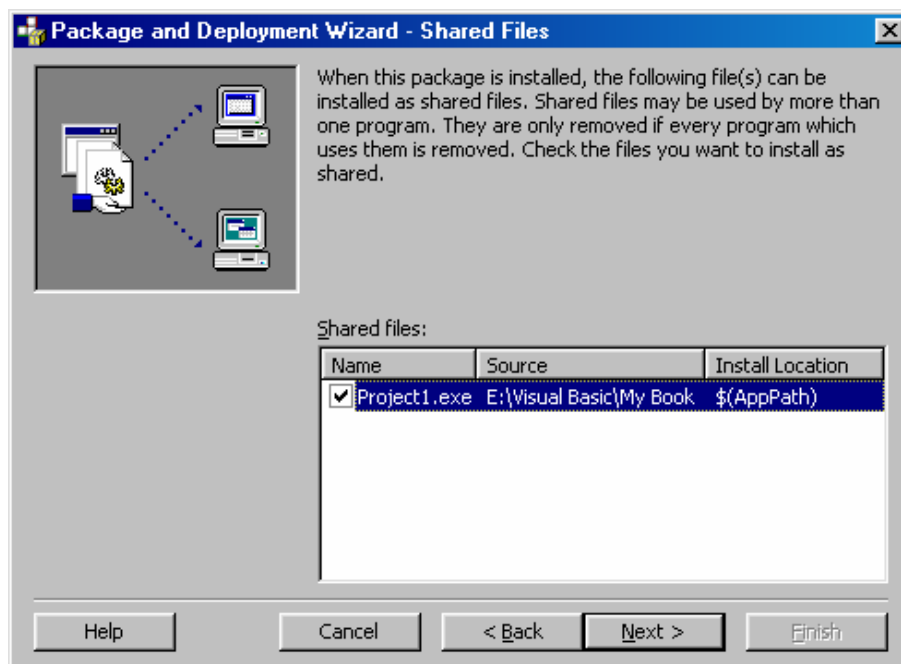 Package and Deployment Wizard - Shared Files
When this package is installed, the following file(s) can be
installed as shared files. Shared files may be used by more than
one program. They are only removed if every program which
uses them is removed. Check the files you want to install as
shared.
Shared files:
Name Source Install Location
Project1.exe E:\Visual Basic\My Book $(AppPath)
Help Cancel < Back Next > Finish